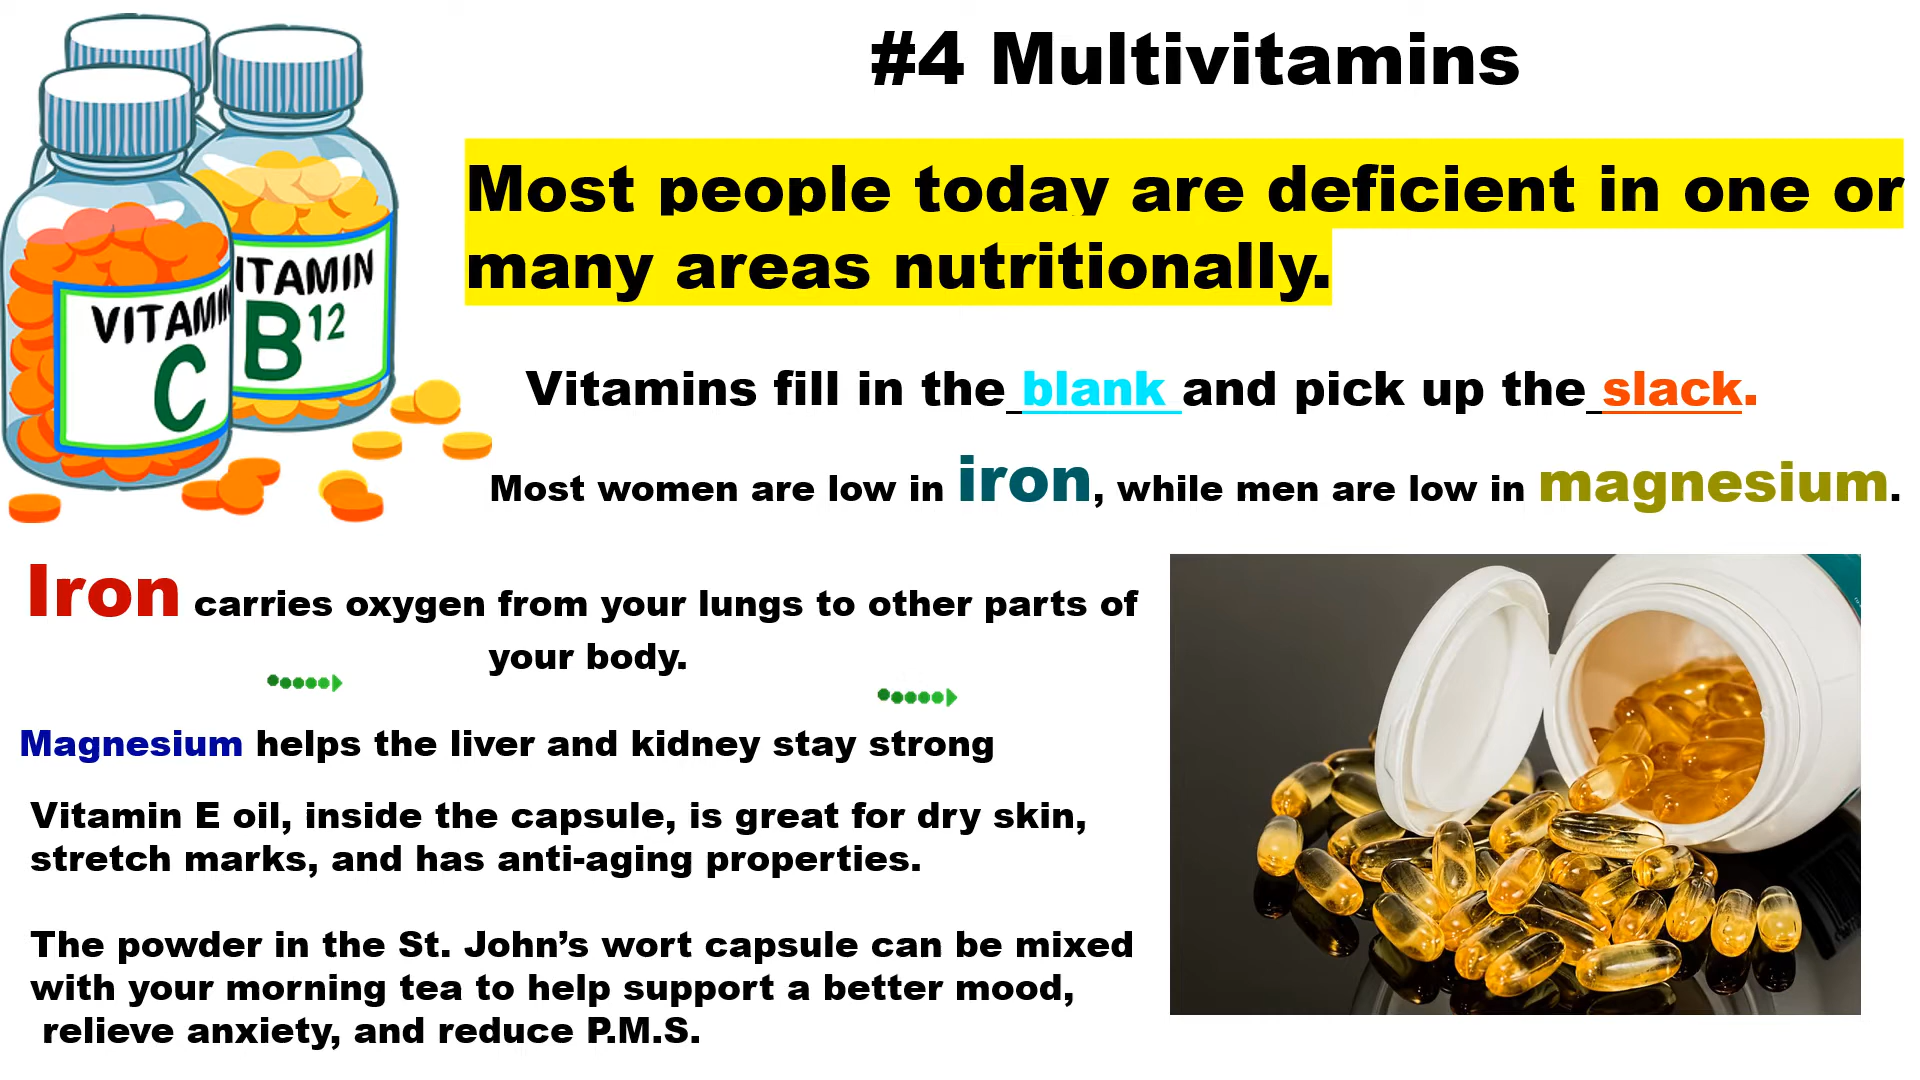 #4 Multivitamins
Most people today are deficient in one or
many areas nutritionally.
VITAMIN
C
ITAMIN
B12
Vitamins fill in the blank and pick up the slack.
Most women are low in iron, while men are low in magnesium.
Iron carries oxygen from your lungs to other parts of
your body.
Magnesium helps the liver and kidney stay strong
Vitamin E oil, inside the capsule, is great for dry skin,
stretch marks, and has anti-aging properties.
The powder in the St. John’s wort capsule can be mixed
with your morning tea to help support a better mood,
relieve anxiety, and reduce P.M.S.